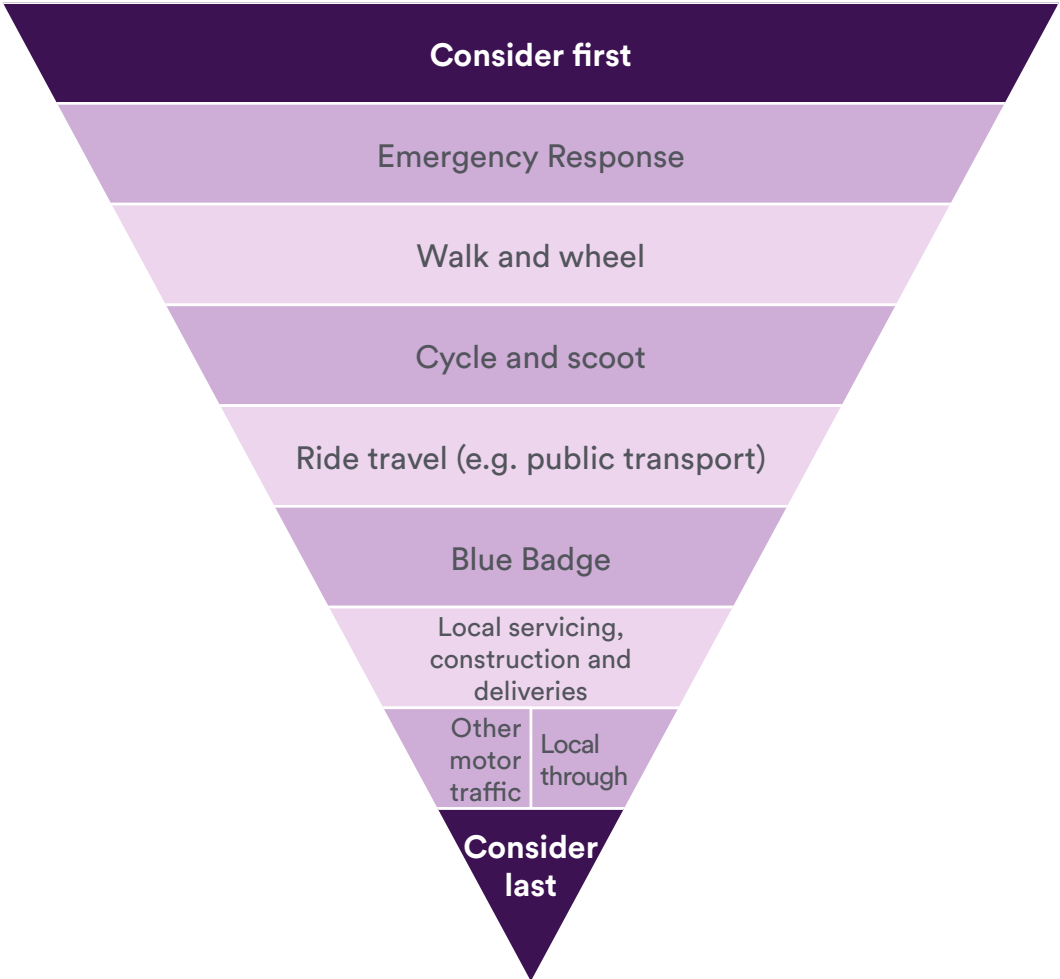 Consider first
Emergency Response
Walk and wheel
Cycle and scoot
Ride travel (e.g. public transport)
Blue Badge
Local servicing,
construction and
deliveries
Other
motor
traffic
Local
through
Consider
last